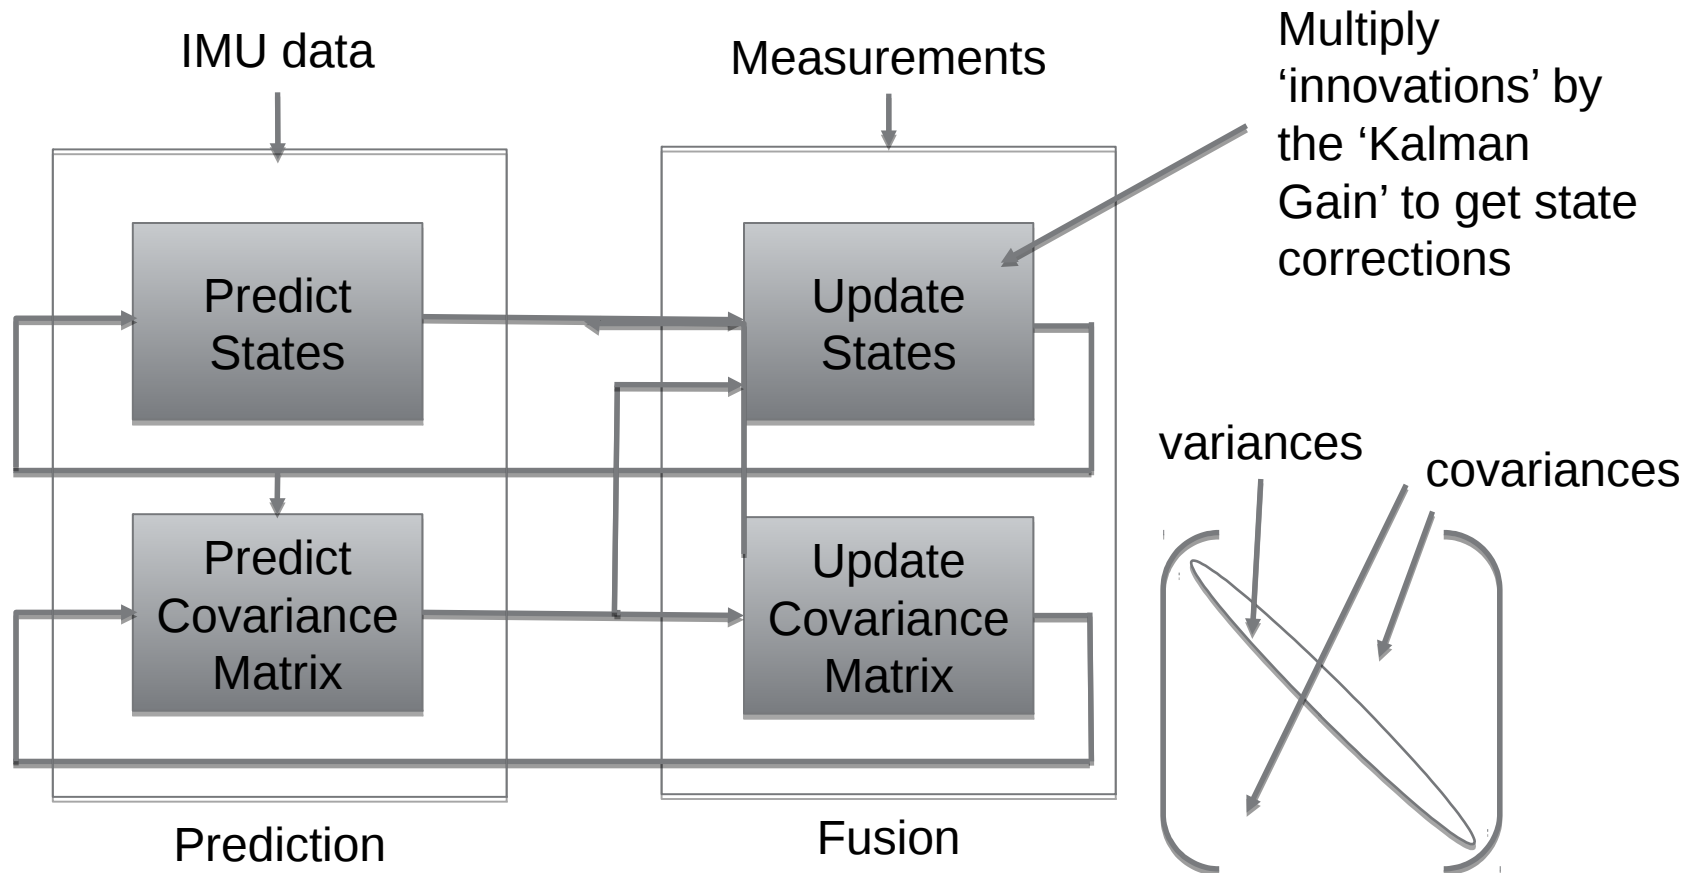 IMU data
Measurements
Multiply
‘innovations’ by
the ‘Kalman
Gain’ to get state
corrections
Predict
States
Update
States
variances
covariances
Predict
Covariance
Matrix
Update
Covariance
Matrix
Prediction
Fusion